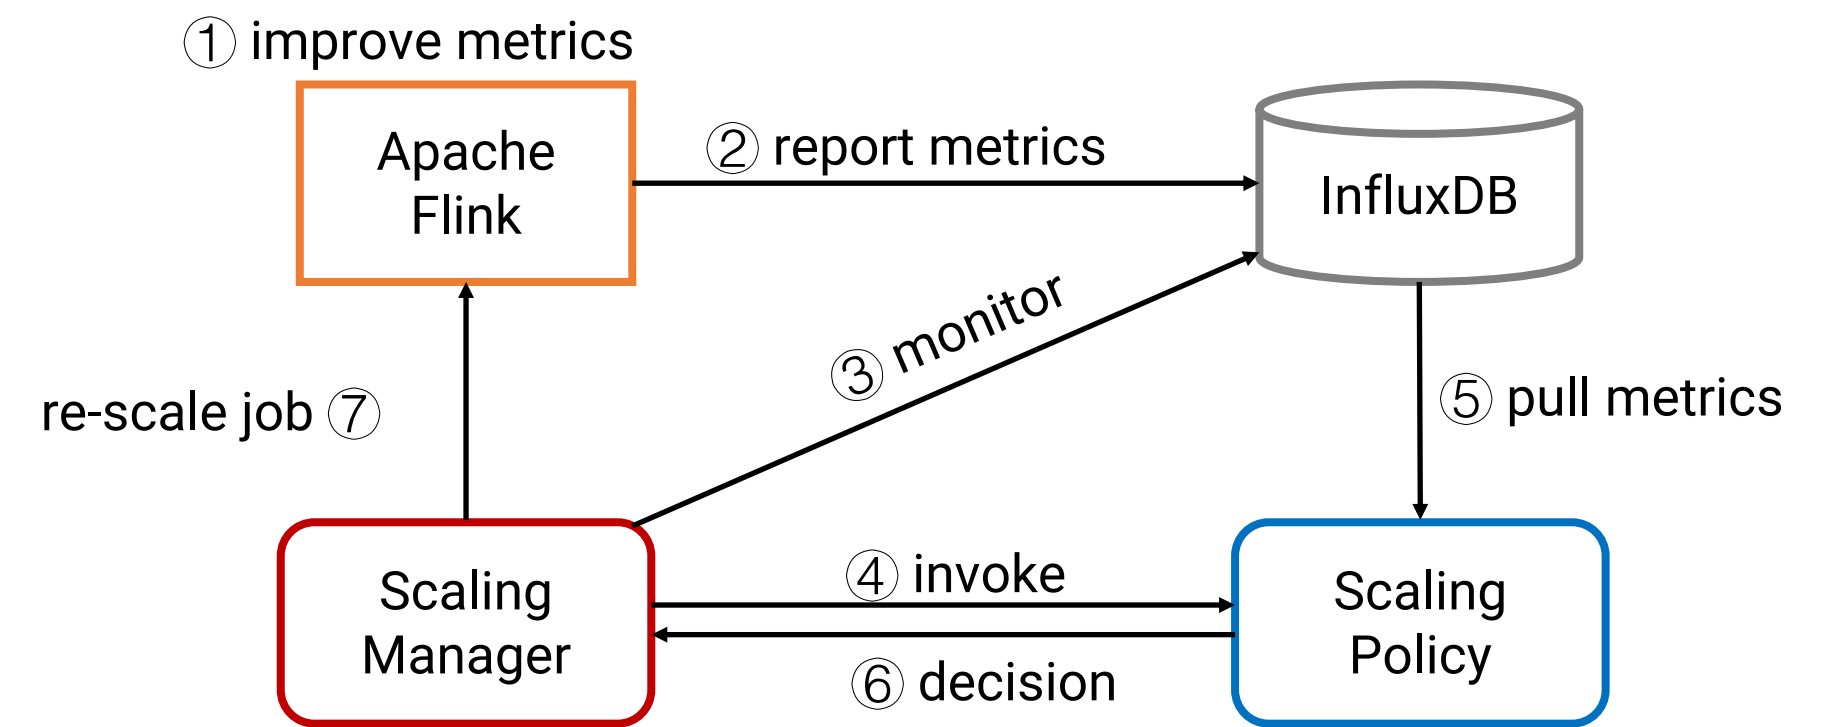 ① improve metrics
Apache
Flink
② report metrics
InfluxDB
③ monitor
re-scale job ⑦
⑤ pull metrics
Scaling
Manager
④ invoke
⑥ decision
Scaling
Policy